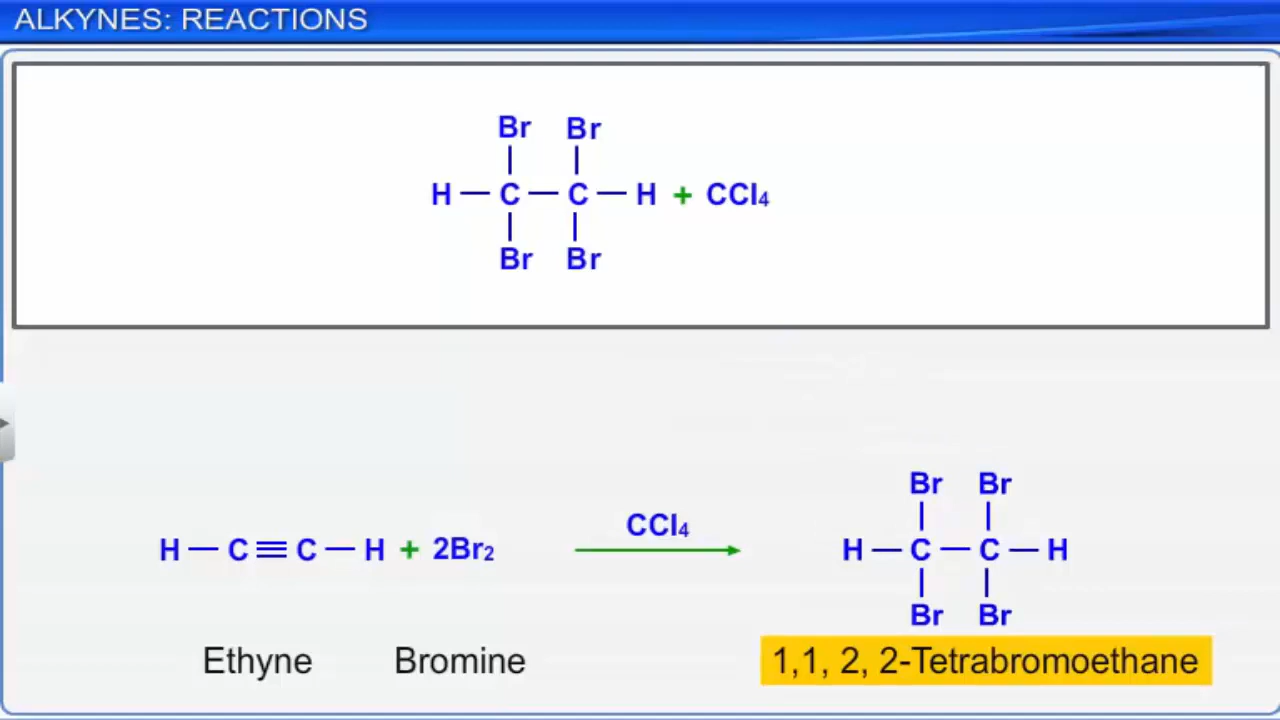 ALKYNES: REACTIONS
Br Br
H — C — C — H + CCl₄
Br Br
Br Br
CCl₄
H — C ≡ C — H + 2Br₂
H — C — C — H
Br Br
Ethyne Bromine 1,1, 2, 2-Tetrabromoethane